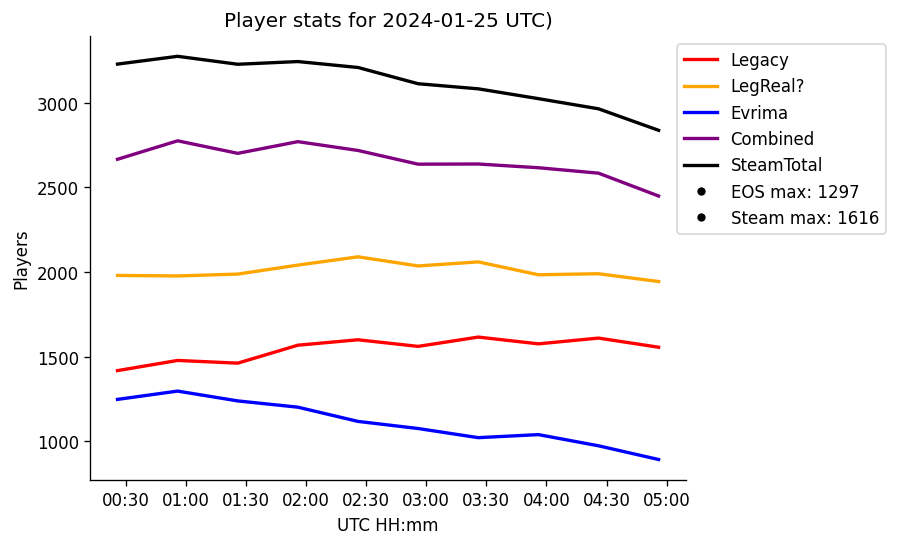 Player stats for 2024-01-25 UTC)
Legacy
LegReal?
Evrima
Combined
SteamTotal
EOS max: 1297
Steam max: 1616
Players
3000
2500
2000
1500
1000
00:30 01:00 01:30 02:00 02:30 03:00 03:30 04:00 04:30 05:00
UTC HH:mm